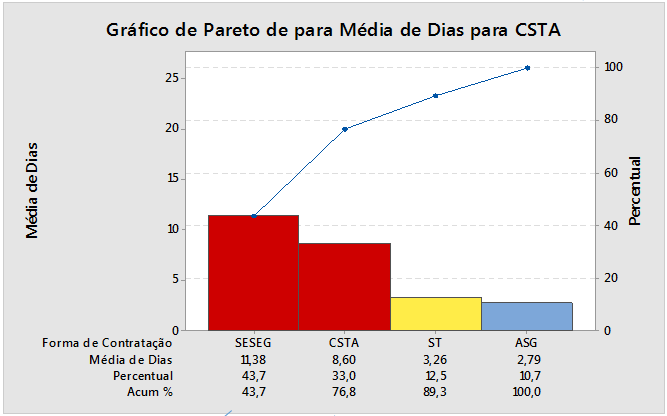 Gráfico de Pareto de para Média de Dias para CSTA
Média de Dias
25
20
15
10
5
0
Percentual
100
80
60
40
20
0
Forma de Contratação SESEG CSTA ST ASG
Média de Dias 11,38 8,60 3,26 2,79
Percentual 43,7 33,0 12,5 10,7
Acum % 43,7 76,8 89,3 100,0